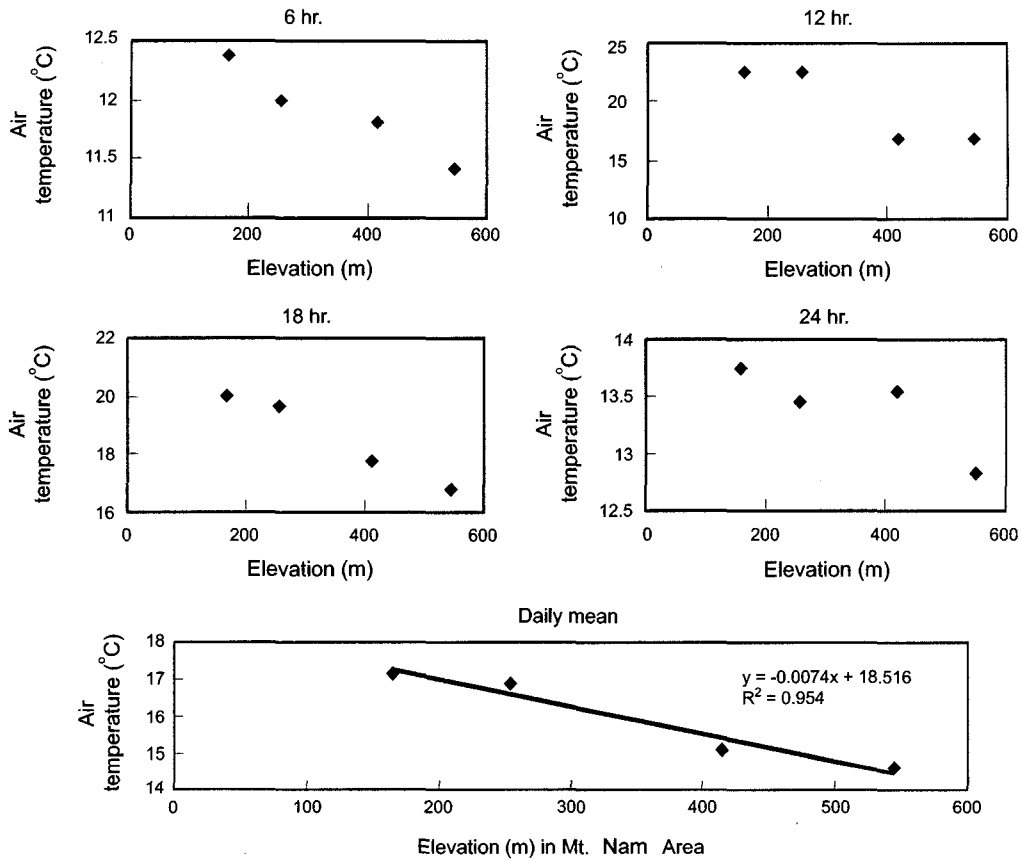 6 hr.
Air
temperature (°C)
12.5
12
11.5
11
0
200
400
600
Elevation (m)
12 hr.
Air
temperature (°C)
25
20
15
10
0
200
400
600
Elevation (m)
18 hr.
Air
temperature (°C)
22
20
18
16
0
200
400
600
Elevation (m)
24 hr.
Air
temperature (°C)
14
13.5
13
12.5
0
200
400
600
Elevation (m)
Daily mean
Air
temperature (°C)
18
17
16
15
14
y = -0.0074x + 18.516
R² = 0.954
0
100
200
300
400
500
600
Elevation (m) in Mt. Nam Area